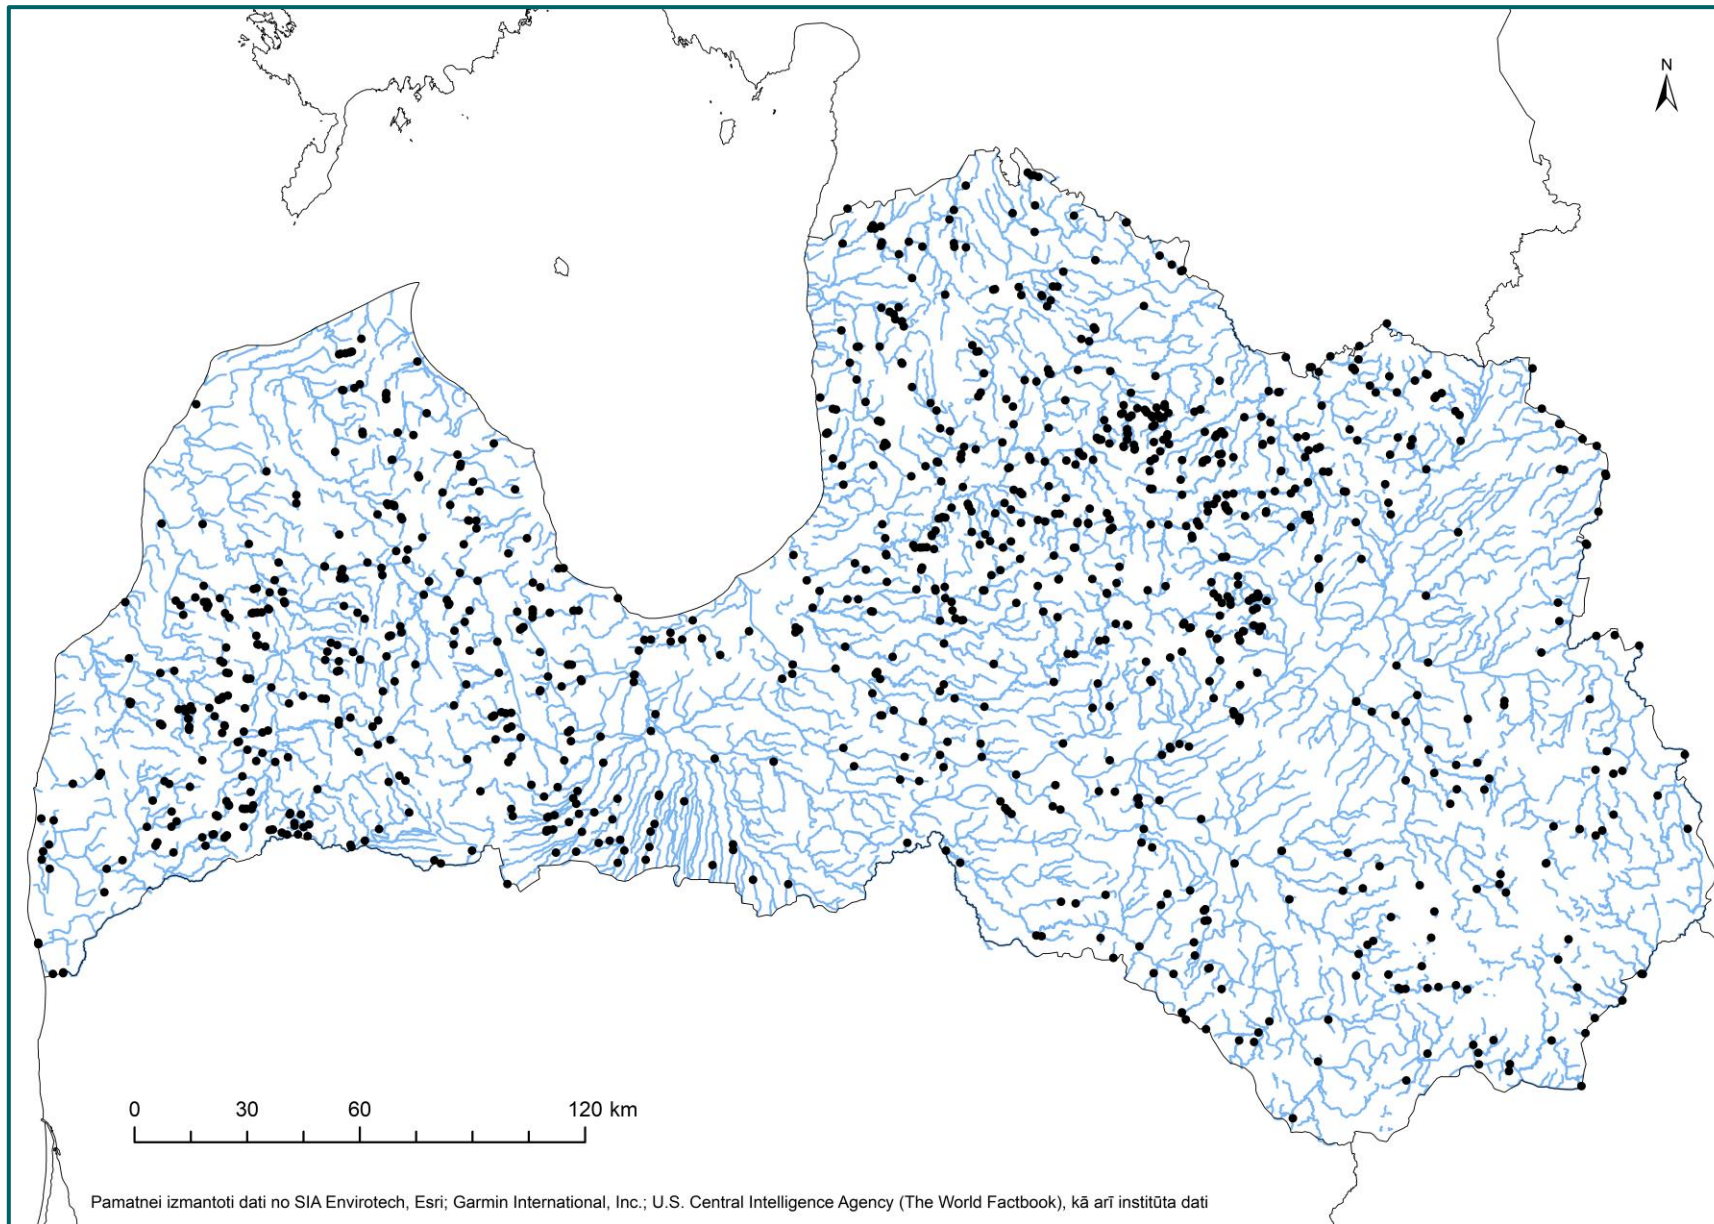 N
0 30 60 120 km
Pamatnei izmantoti dati no SIA Envirotech, Esri; Garmin International, Inc.; U.S. Central Intelligence Agency (The World Factbook), kā arī institūta dati